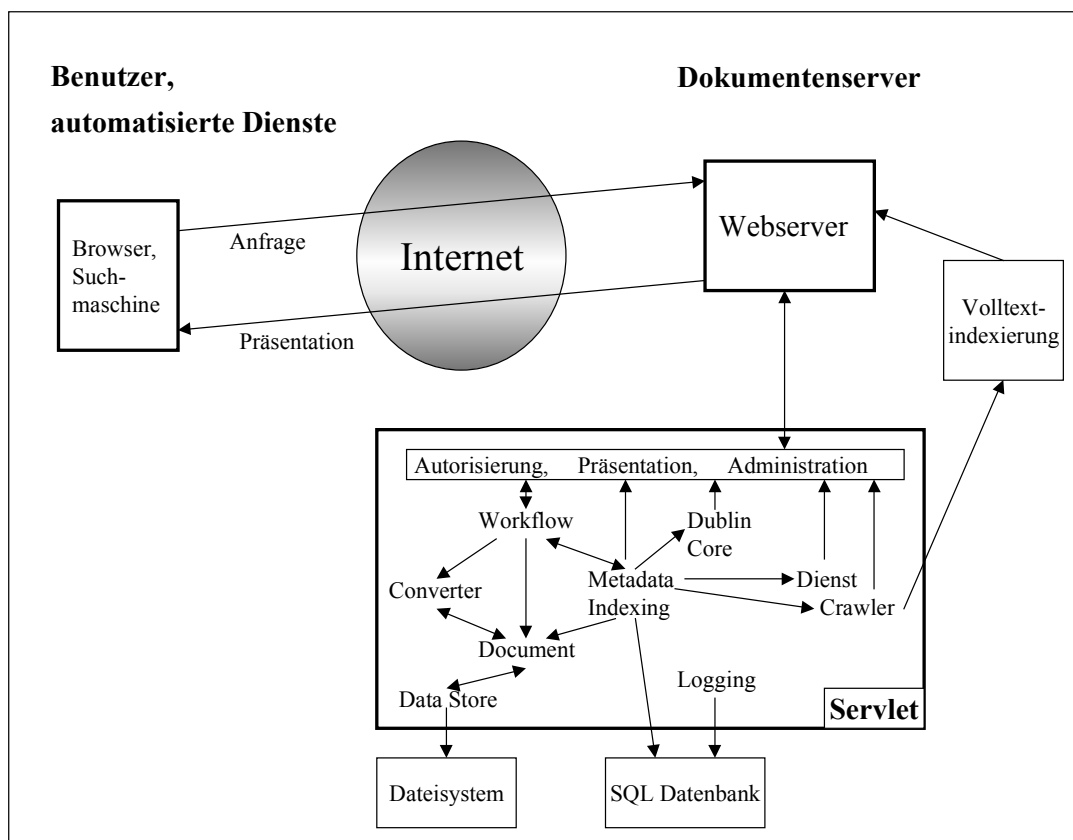 Benutzer,
automatisierte Dienste
Dokumentenserver
Browser,
Such-
maschine
Anfrage
Internet
Präsentation
Webserver
Volltext-
indexierung
Autorisierung, Präsentation, Administration
Workflow
Dublin
Core
Converter
Metadata
Indexing
Dienst
Crawler
Document
Data Store
Logging
Servlet
Dateisystem
SQL Datenbank